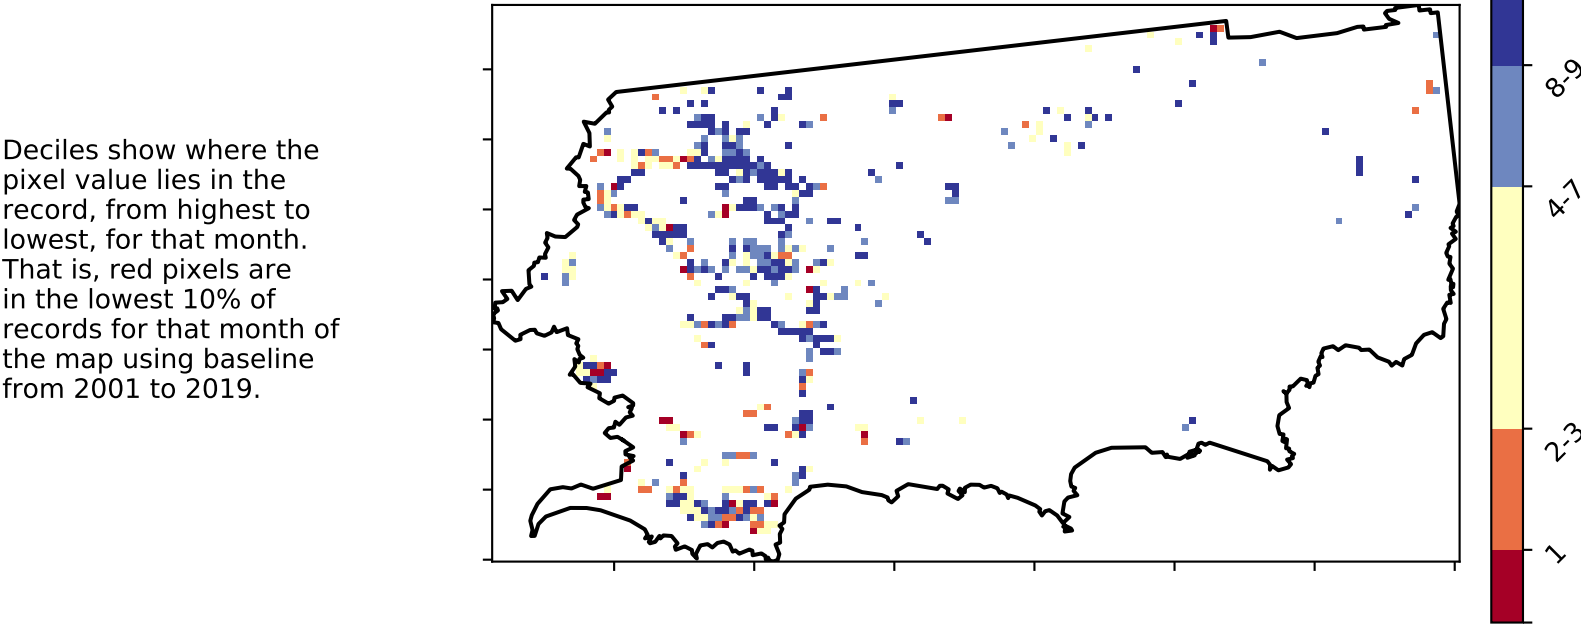 Deciles show where the
pixel value lies in the
record, from highest to
lowest, for that month.
That is, red pixels are
in the lowest 10% of
records for that month of
the map using baseline
from 2001 to 2019.
8-9
4-7
2-3
1